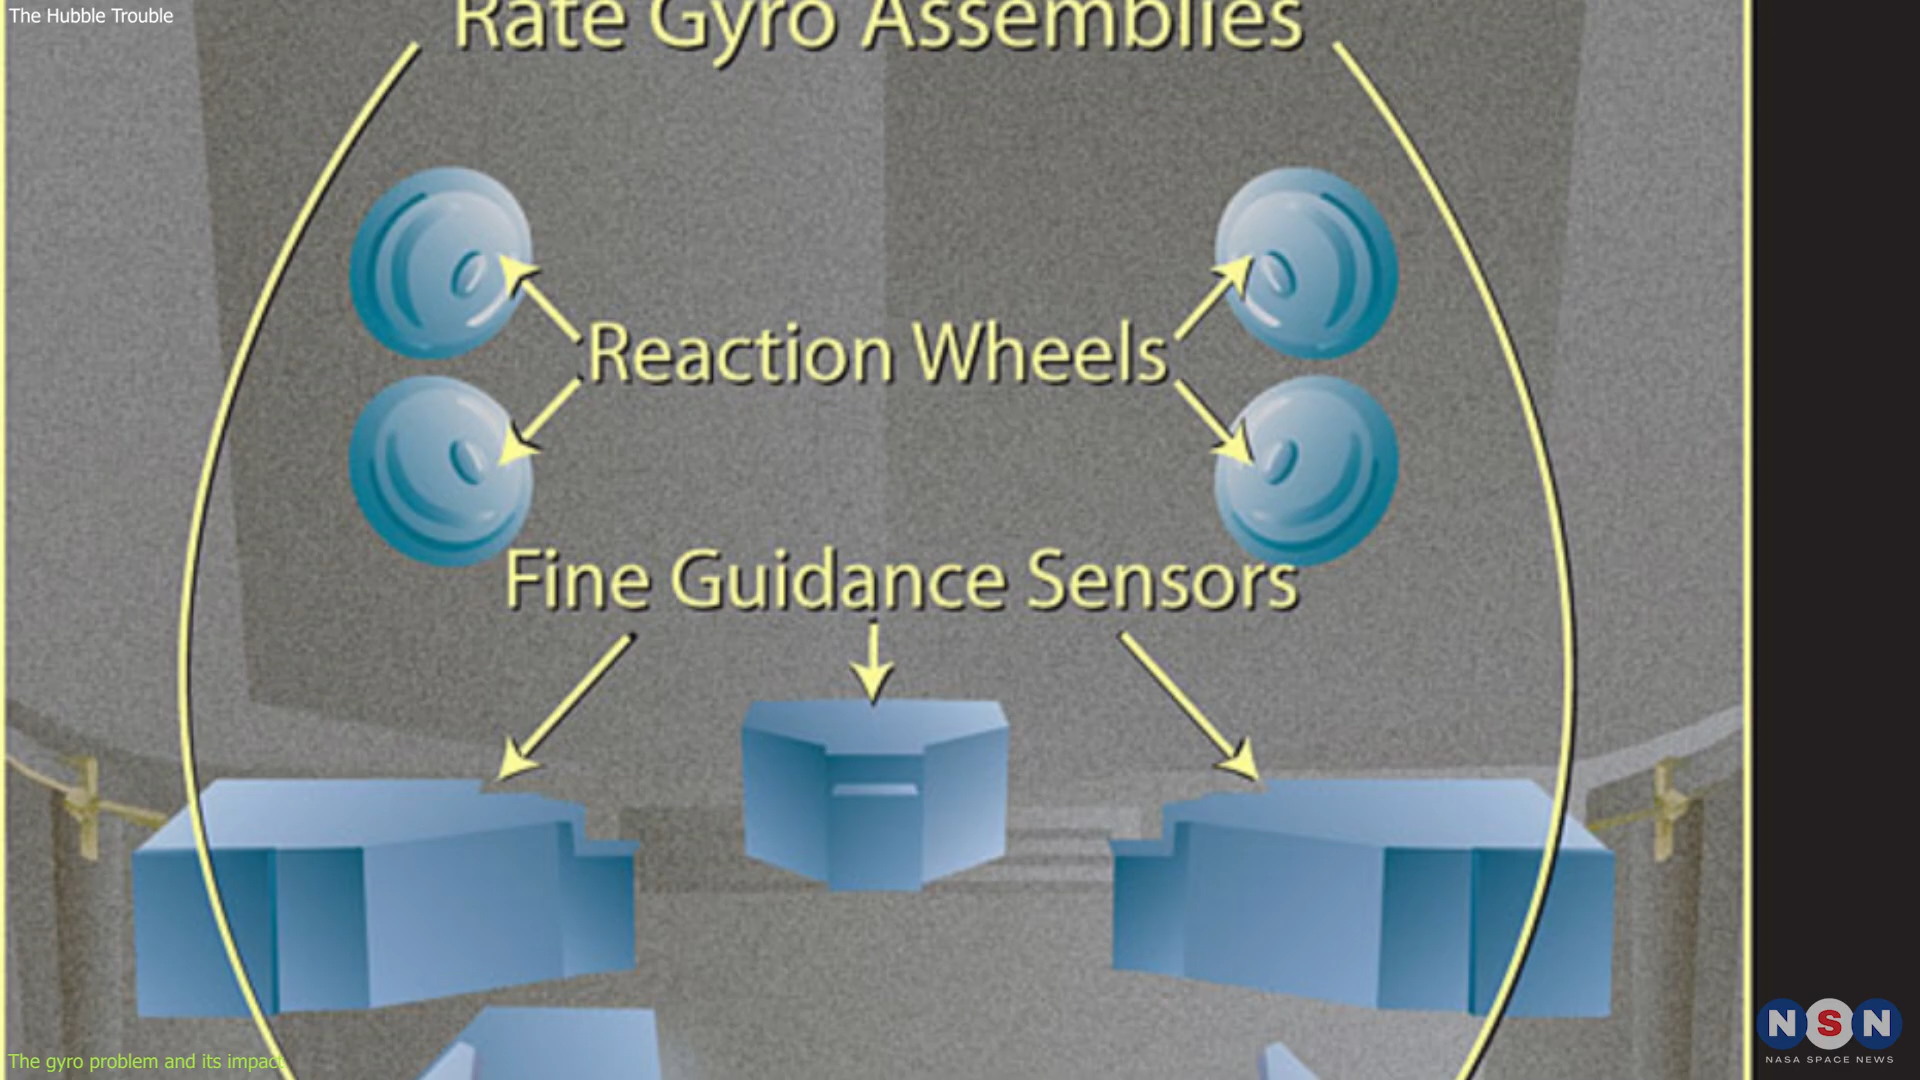 The Hubble Trouble
Rate Gyro Assemblies
Reaction Wheels
Fine Guidance Sensors
The gyro problem and its impact
NSN
NASA SPACE NEWS